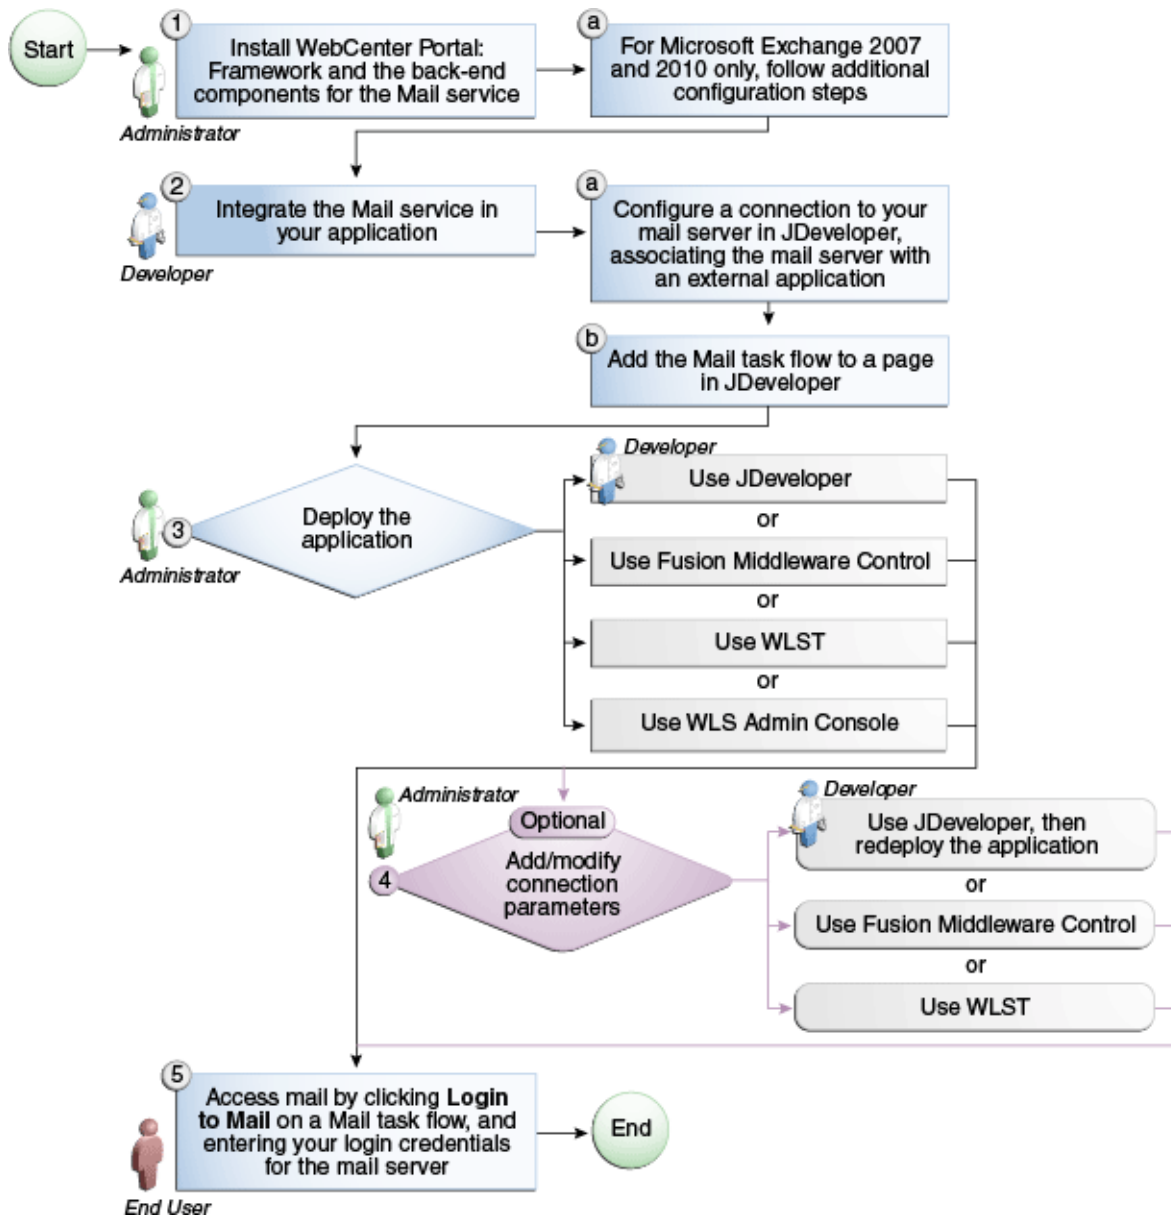 Start
1
Install WebCenter Portal:
Framework and the back-end
components for the Mail service
Administrator
a
For Microsoft Exchange 2007
and 2010 only, follow additional
configuration steps
2
Integrate the Mail service in
your application
Developer
a
Configure a connection to your
mail server in JDeveloper,
associating the mail server with
an external application
b
Add the Mail task flow to a page
in JDeveloper
3
Deploy the
application
Administrator
Developer
Use JDeveloper
or
Use Fusion Middleware Control
or
Use WLST
or
Use WLS Admin Console
Administrator
Optional
4
Add/modify
connection
parameters
Developer
Use JDeveloper, then
redeploy the application
or
Use Fusion Middleware Control
or
Use WLST
5
Access mail by clicking Login
to Mail on a Mail task flow, and
entering your login credentials
for the mail server
End User
End